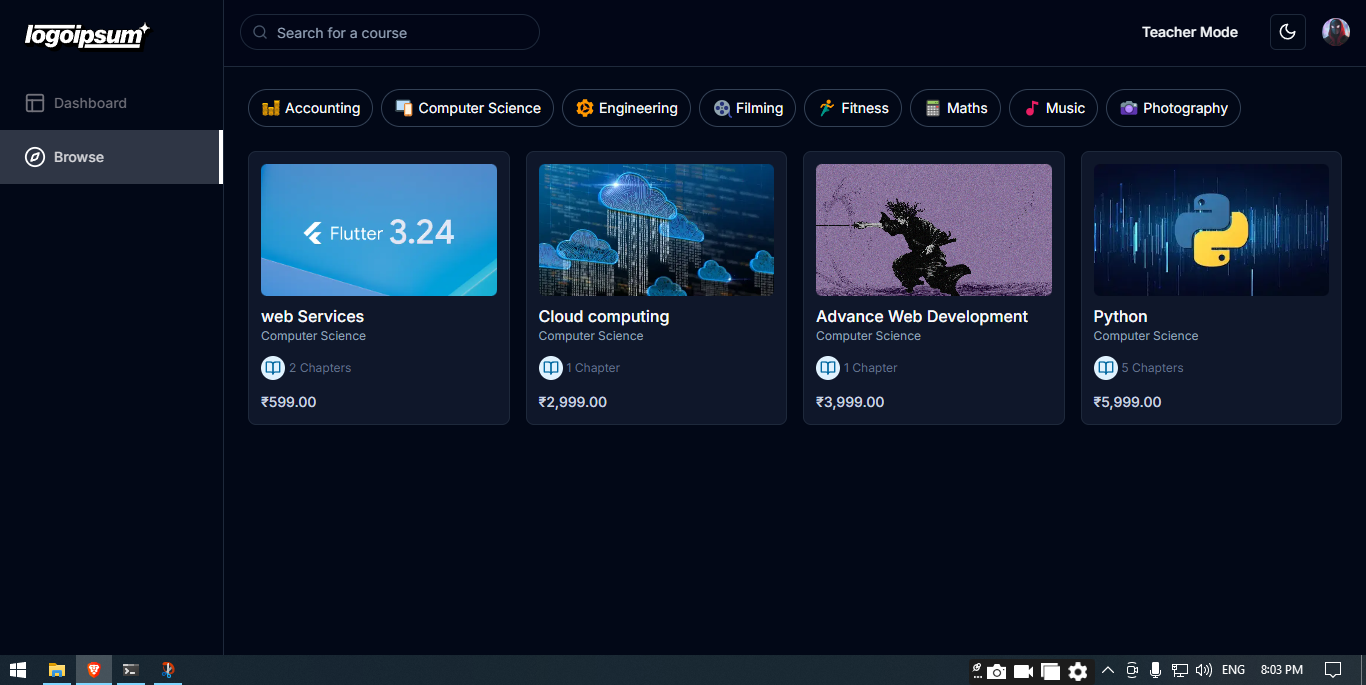 logoipsum
Search for a course
Teacher Mode
Dashboard
Browse
Accounting
Computer Science
Engineering
Filming
Fitness
Maths
Music
Photography
Flutter 3.24
web Services
Computer Science
2 Chapters
₹599.00
Cloud computing
Computer Science
1 Chapter
₹2,999.00
Advance Web Development
Computer Science
1 Chapter
₹3,999.00
Python
Computer Science
5 Chapters
₹5,999.00
ENG
8:03 PM